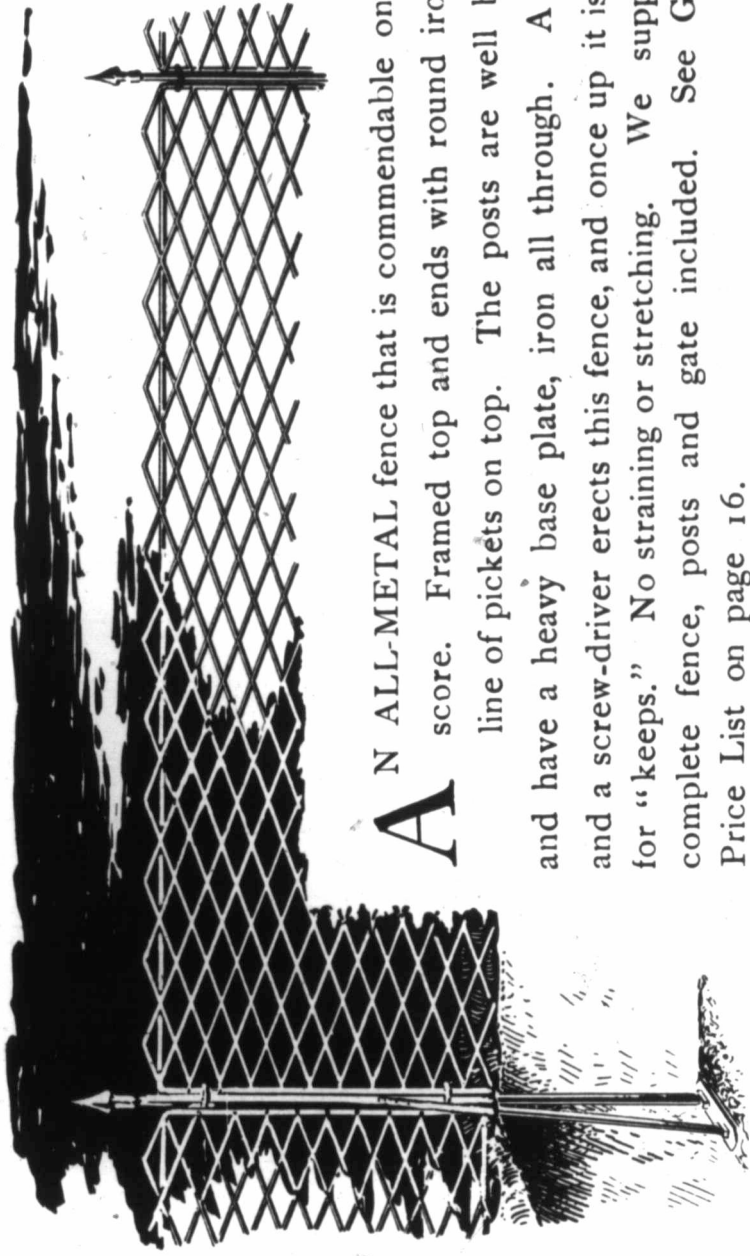 AN ALL-METAL fence that is commendable on
score. Framed top and ends with round
line of pickets on top. The posts are well
and have a heavy base plate, iron all through. A
and a screw-driver erects this fence, and once up it is
for "keeps." No straining or stretching. We
complete fence, posts and gate included. See
Price List on page 16.